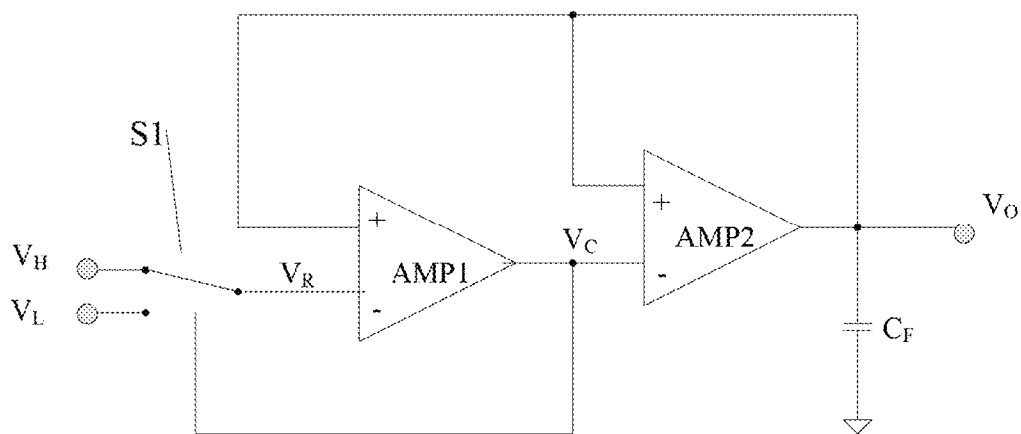 S1
V_H
V_L
V_R
+
AMP1
-
V_C
+
AMP2
-
V_O
C_F